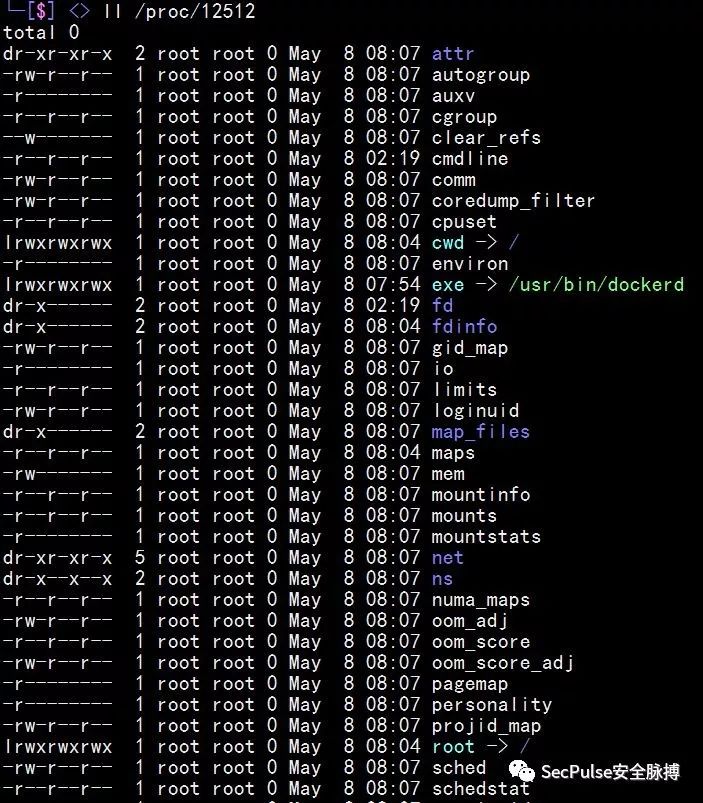 └─[$] <> ll /proc/12512
total 0
dr-xr-xr-x 2 root root 0 May 8 08:07 attr
-rw-r--r-- 1 root root 0 May 8 08:07 autogroup
-r-------- 1 root root 0 May 8 08:07 auxv
-r--r--r-- 1 root root 0 May 8 08:07 cgroup
--w------- 1 root root 0 May 8 08:07 clear_refs
-r--r--r-- 1 root root 0 May 8 02:19 cmdline
-rw-r--r-- 1 root root 0 May 8 08:07 comm
-rw-r--r-- 1 root root 0 May 8 08:07 coredump_filter
-r--r--r-- 1 root root 0 May 8 08:07 cpuset
lrwxrwxrwx 1 root root 0 May 8 08:04 cwd -> /
-r-------- 1 root root 0 May 8 08:07 environ
lrwxrwxrwx 1 root root 0 May 8 07:54 exe -> /usr/bin/dockerd
dr-x------ 2 root root 0 May 8 02:19 fd
dr-x------ 2 root root 0 May 8 08:04 fdinfo
-rw-r--r-- 1 root root 0 May 8 08:07 gid_map
-r-------- 1 root root 0 May 8 08:07 io
-r--r--r-- 1 root root 0 May 8 08:07 limits
-rw-r--r-- 1 root root 0 May 8 08:07 loginuid
dr-x------ 2 root root 0 May 8 08:07 map_files
-r--r--r-- 1 root root 0 May 8 08:04 maps
-rw------- 1 root root 0 May 8 08:07 mem
-r--r--r-- 1 root root 0 May 8 08:07 mountinfo
-r--r--r-- 1 root root 0 May 8 08:07 mounts
-r-------- 1 root root 0 May 8 08:07 mountstats
dr-xr-xr-x 5 root root 0 May 8 08:07 net
dr-x--x--x 2 root root 0 May 8 08:07 ns
-r--r--r-- 1 root root 0 May 8 08:07 numa_maps
-rw-r--r-- 1 root root 0 May 8 08:07 oom_adj
-r--r--r-- 1 root root 0 May 8 08:07 oom_score
-rw-r--r-- 1 root root 0 May 8 08:07 oom_score_adj
-r-------- 1 root root 0 May 8 08:07 pagemap
-r-------- 1 root root 0 May 8 08:07 personality
-rw-r--r-- 1 root root 0 May 8 08:07 projid_map
lrwxrwxrwx 1 root root 0 May 8 08:04 root -> /
-rw-r--r-- 1 root root 0 May 8 08:07 sched
SecPulse安全脉搏
-r--r--r-- 1 root root 0 May 8 08:07 schedstat